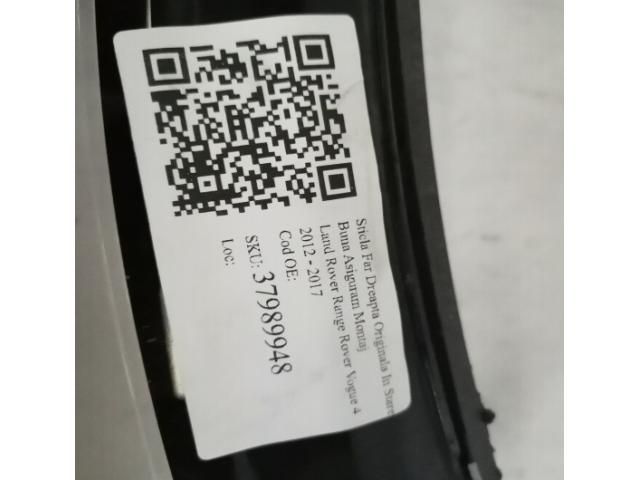 Sticla Far Dreapta Originala In Stare
Buna Asiguram Montaj
Land Rover Range Rover Vogue 4
2012 - 2017
Cod OE:
SKU: 37989948
Loc: